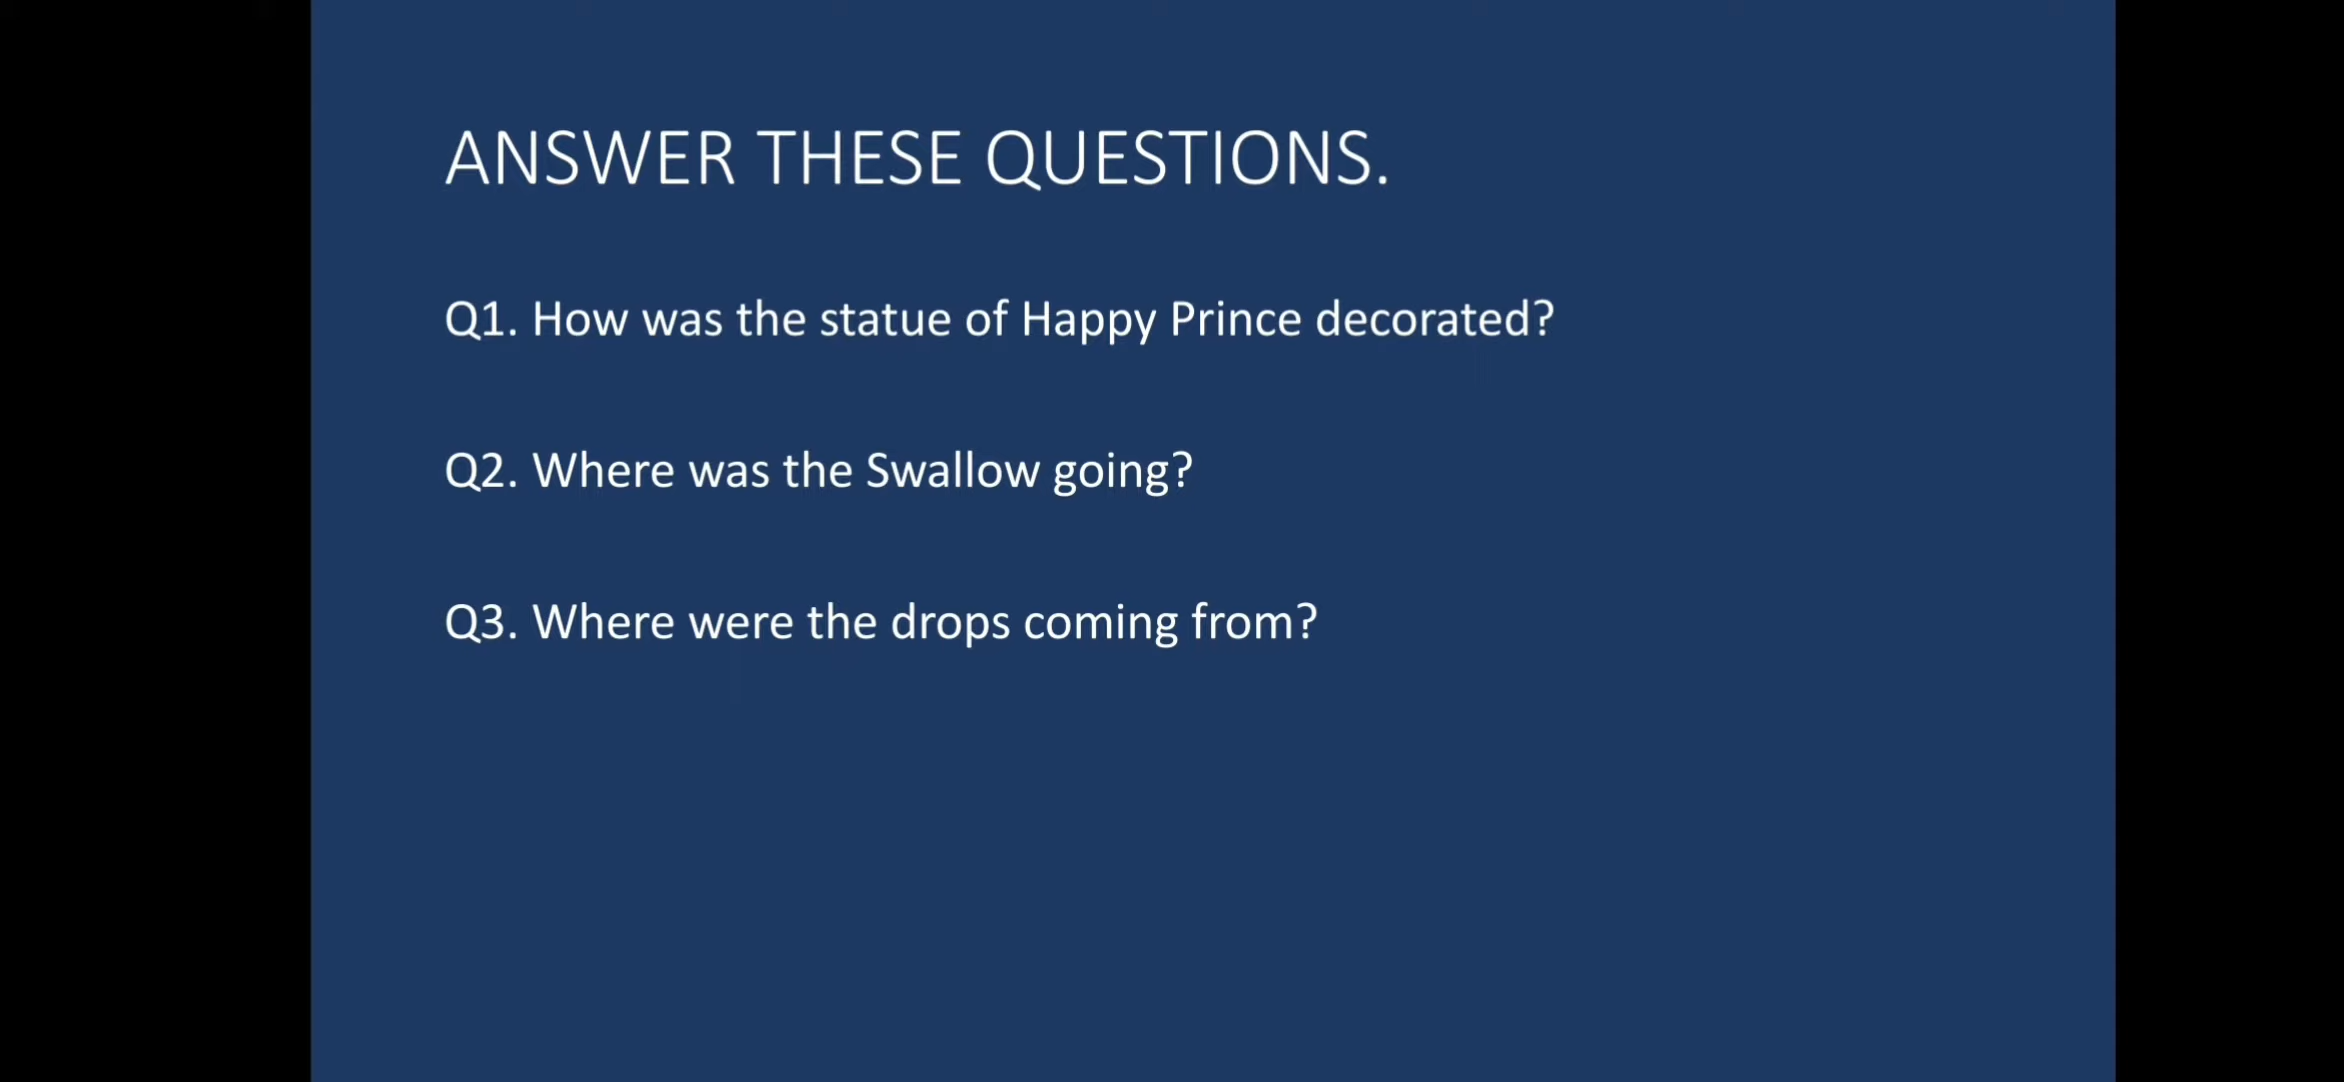 ANSWER THESE QUESTIONS.
Q1. How was the statue of Happy Prince decorated?
Q2. Where was the Swallow going?
Q3. Where were the drops coming from?